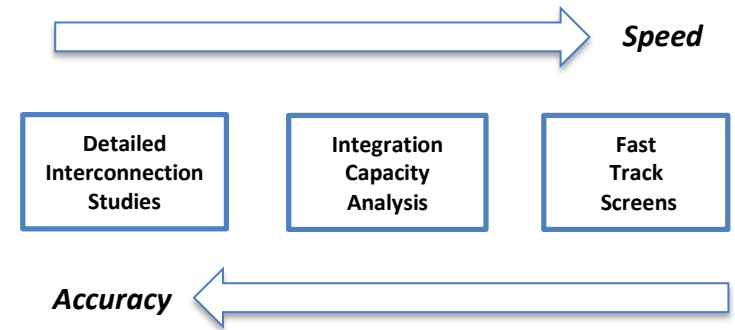 Speed
Detailed
Interconnection
Studies
Integration
Capacity
Analysis
Fast
Track
Screens
Accuracy